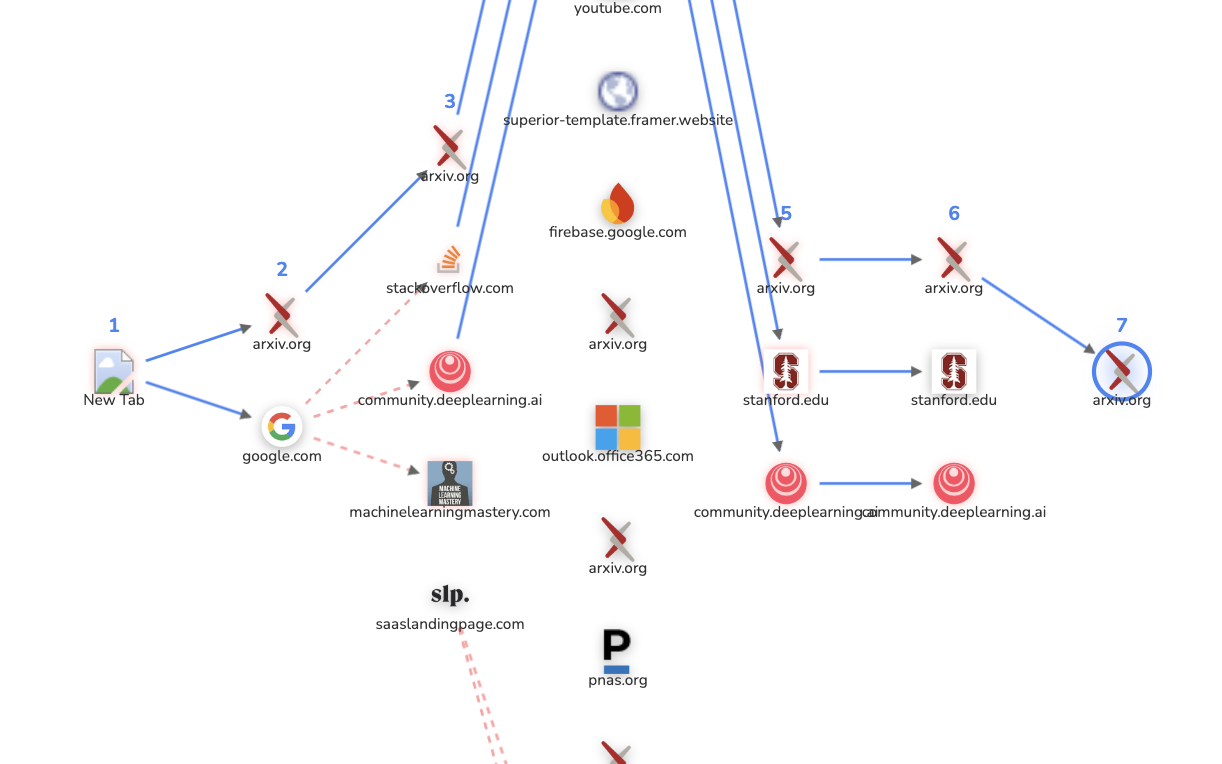 youtube.com
superior-template.framer.website
3
arxiv.org
5
6
firebase.google.com
2
stackoverflow.com
arxiv.org
arxiv.org
1
arxiv.org
arxiv.org
7
New Tab
community.deeplearning.ai
stanford.edu
stanford.edu
arxiv.org
google.com
outlook.office365.com
MACHINE
LEARNING
MASTERY
machinelearningmastery.com
community.deeplearning.ai
community.deeplearning.ai
arxiv.org
slp.
saaslandingpage.com
P
pnas.org